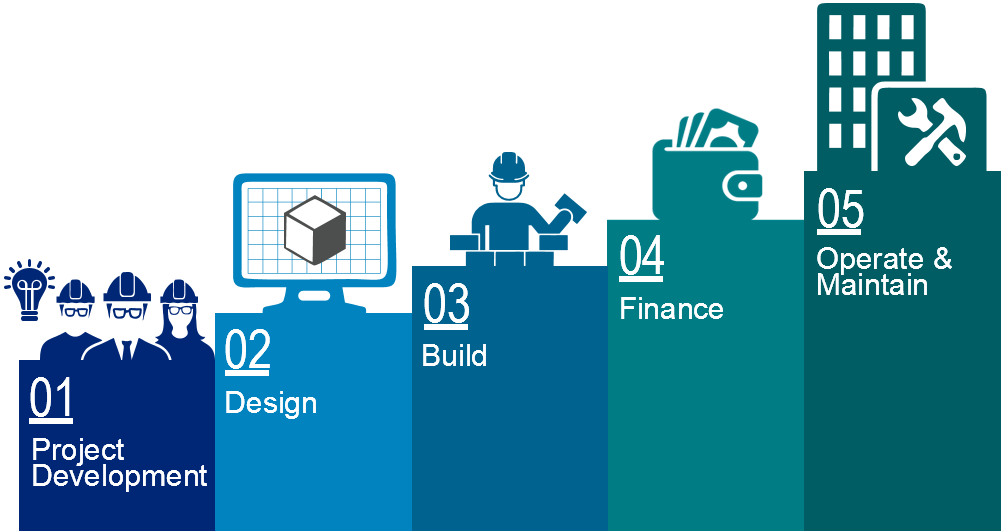 01
Project
Development
02
Design
03
Build
04
Finance
05
Operate &
Maintain